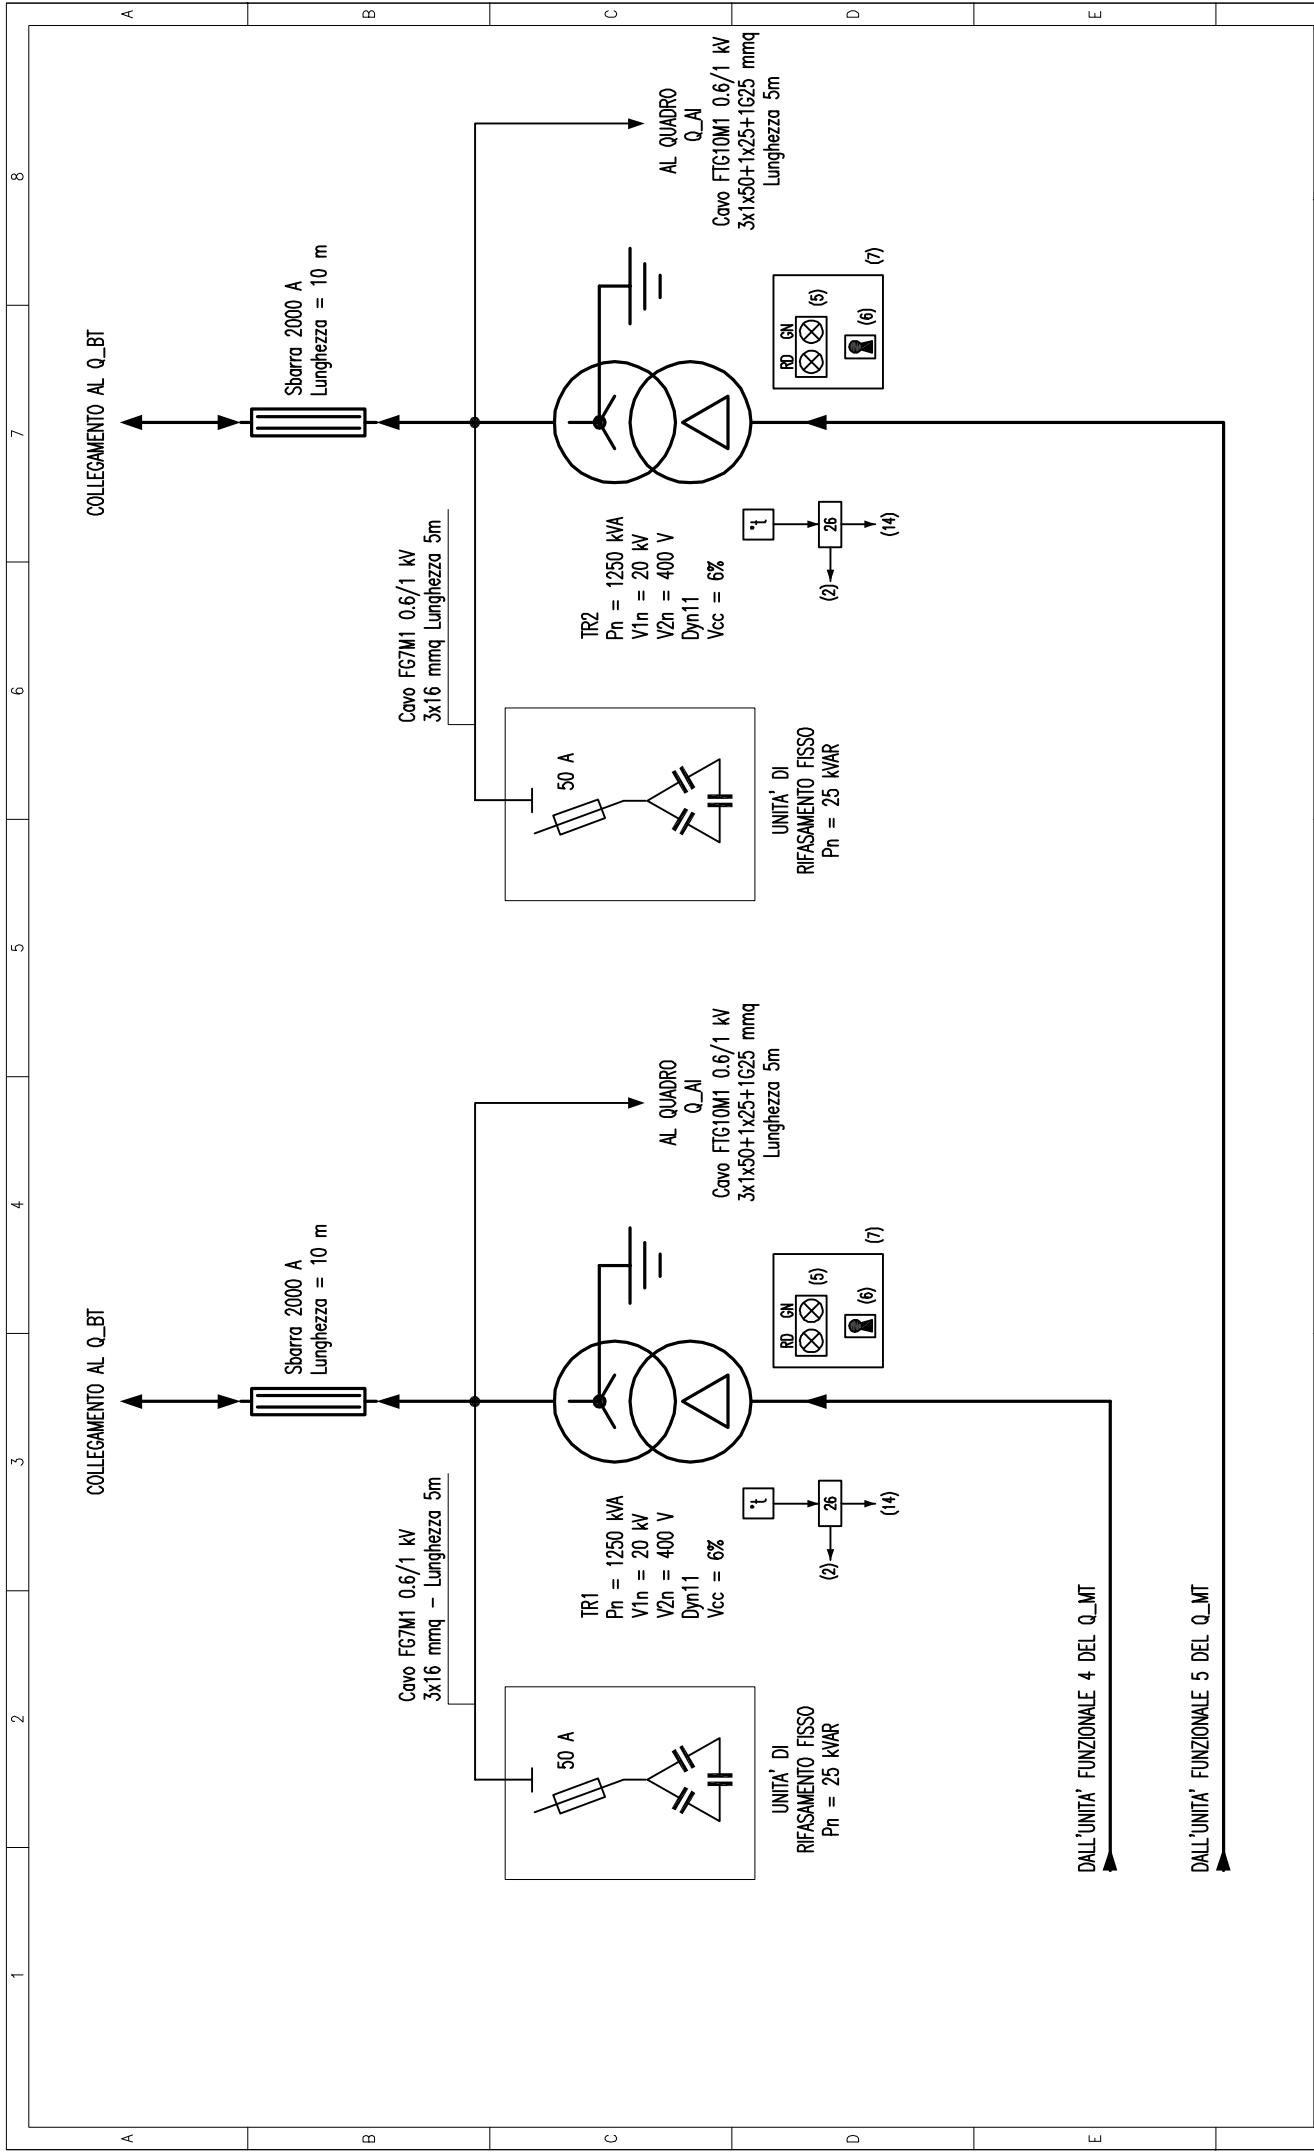 1
2
3
4
5
6
7
8
A
B
C
D
E
COLLEGAMENTO AL Q_BT
Sbarra 2000 A
Lunghezza = 10 m
Cavo FG7M1 0.6/1 kV
3x16 mmq - Lunghezza 5m
50 A
UNITA' DI
RIFASAMENTO FISSO
Pn = 25 kVAR
TR1
Pn = 1250 kVA
V1n = 20 kV
V2n = 400 V
Dyn11
Vcc = 6%
°t
26
(2)
(14)
RD GN
(5)
(6)
(7)
AL QUADRO
Q_AI
Cavo FTG10M1 0.6/1 kV
3x1x50+1x25+1G25 mmq
Lunghezza 5m
COLLEGAMENTO AL Q_BT
Sbarra 2000 A
Lunghezza = 10 m
Cavo FG7M1 0.6/1 kV
3x16 mmq Lunghezza 5m
50 A
UNITA' DI
RIFASAMENTO FISSO
Pn = 25 kVAR
TR2
Pn = 1250 kVA
V1n = 20 kV
V2n = 400 V
Dyn11
Vcc = 6%
°t
26
(2)
(14)
RD GN
(5)
(6)
(7)
AL QUADRO
Q_AI
Cavo FTG10M1 0.6/1 kV
3x1x50+1x25+1G25 mmq
Lunghezza 5m
DALL'UNITA' FUNZIONALE 4 DEL Q_MT
DALL'UNITA' FUNZIONALE 5 DEL Q_MT
A
B
C
D
E